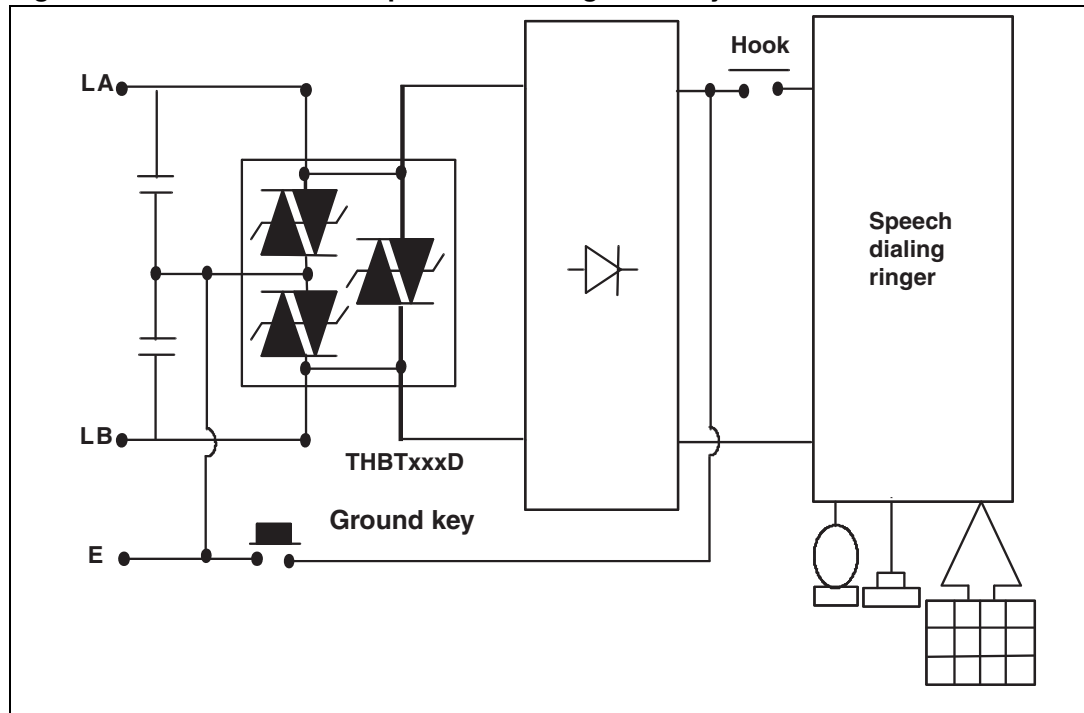 Hook
LA
Speech
dialing
ringer
LB
THBTxxxD
Ground key
E